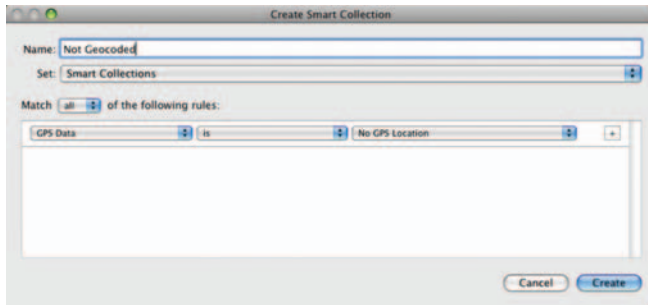 Create Smart Collection
Name: Not Geocoded
Set: Smart Collections
Match all of the following rules:
GPS Data is No GPS Location +
Cancel Create